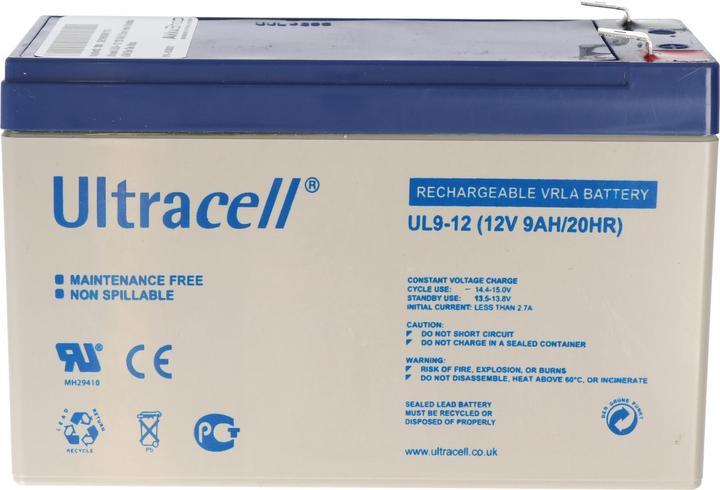 Ultracell®
RECHARGEABLE VRLA BATTERY
UL9-12 (12V 9AH/20HR)
MAINTENANCE FREE
NON SPILLABLE
CONSTANT VOLTAGE CHARGE
CYCLE USE: - 14.4-15.0V
STANDBY USE: 13.5-13.8V
INITIAL CURRENT: LESS THAN 2.7A
CAUTION:
DO NOT SHORT CIRCUIT
DO NOT CHARGE IN A SEALED CONTAINER
WARNING:
RISK OF FIRE, EXPLOSION, OR BURNS
DO NOT DISASSEMBLE, HEAT ABOVE 60°C, OR INCINERATE
MH29410
CE
LEAD
RECYCLE
Pb
SEALED LEAD BATTERY
MUST BE RECYCLED OR
DISPOSED OF PROPERLY
DER GRÜNE PUNKT
www.ultracell.co.uk